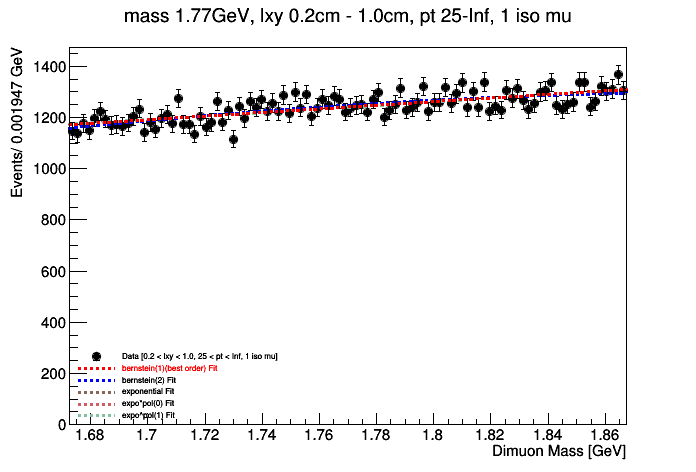 mass 1.77GeV, lxy 0.2cm - 1.0cm, pt 25-Inf, 1 iso mu
Events/ 0.001947 GeV
1400
1200
1000
800
600
400
200
0
Data [0.2 < lxy < 1.0, 25 < pt < Inf, 1 iso mu]
bernstein(1)(best order) Fit
bernstein(2) Fit
exponential Fit
expo*pol(0) Fit
expo*pol(1) Fit
1.68 1.7 1.72 1.74 1.76 1.78 1.8 1.82 1.84 1.86
Dimuon Mass [GeV]